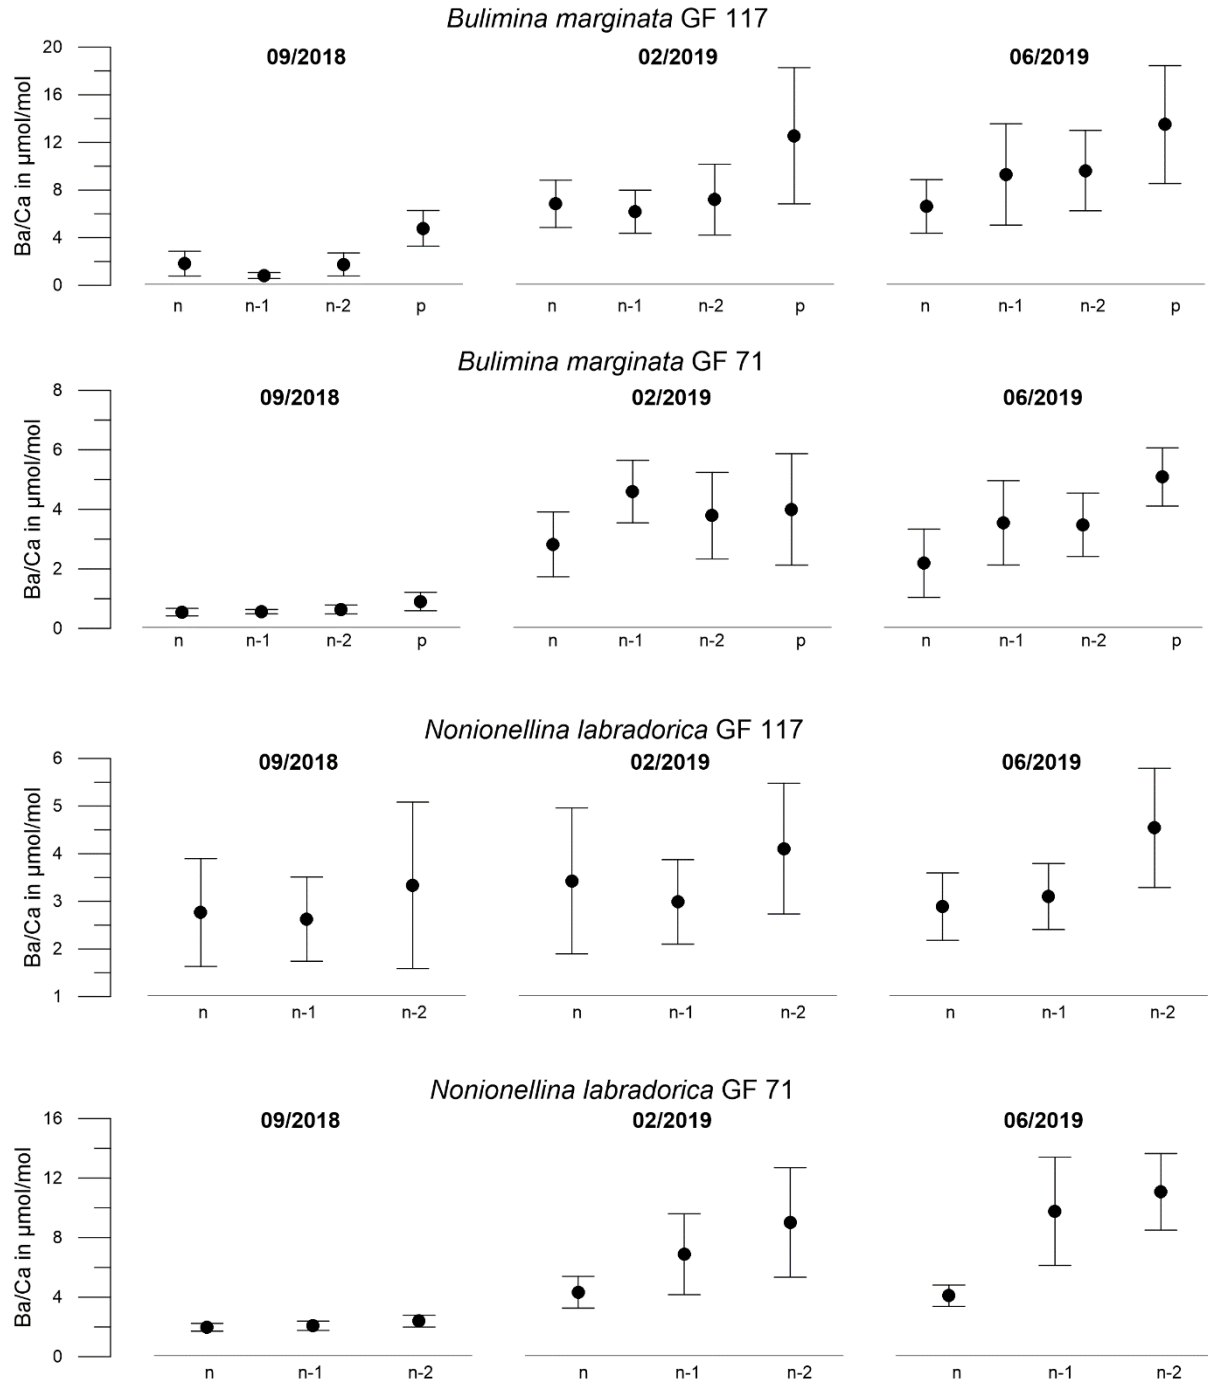 Bulimina marginata GF 117
09/2018 02/2019 06/2019
Ba/Ca in µmol/mol
20
16
12
8
4
0
n n-1 n-2 p n n-1 n-2 p n n-1 n-2 p
Bulimina marginata GF 71
09/2018 02/2019 06/2019
Ba/Ca in µmol/mol
8
6
4
2
0
n n-1 n-2 p n n-1 n-2 p n n-1 n-2 p
Nonionellina labradorica GF 117
09/2018 02/2019 06/2019
Ba/Ca in µmol/mol
6
5
4
3
2
1
n n-1 n-2 n n-1 n-2 n n-1 n-2
Nonionellina labradorica GF 71
09/2018 02/2019 06/2019
Ba/Ca in µmol/mol
16
12
8
4
0
n n-1 n-2 n n-1 n-2 n n-1 n-2